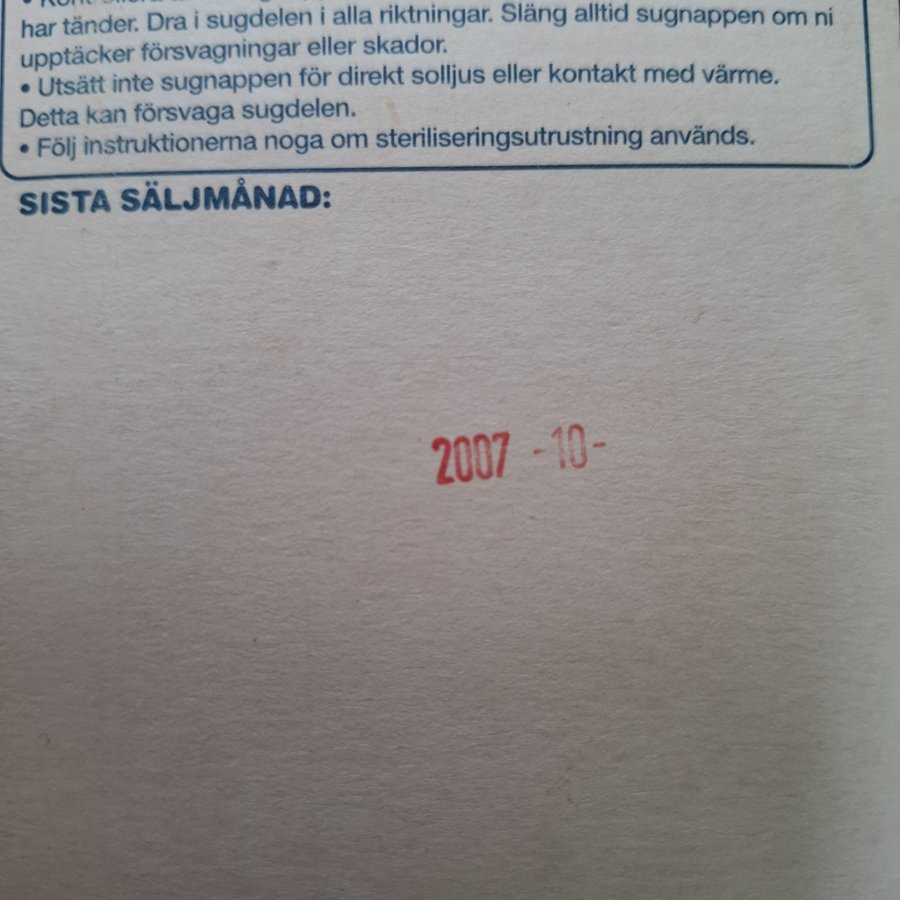 har tänder. Dra i sugdelen i alla riktningar. Släng alltid sugnappen om ni
upptäcker försvagningar eller skador.
• Utsätt inte sugnappen för direkt solljus eller kontakt med värme.
Detta kan försvaga sugdelen.
• Följ instruktionerna noga om steriliseringsutrustning används.
SISTA SÄLJMÅNAD:
2007 -10-